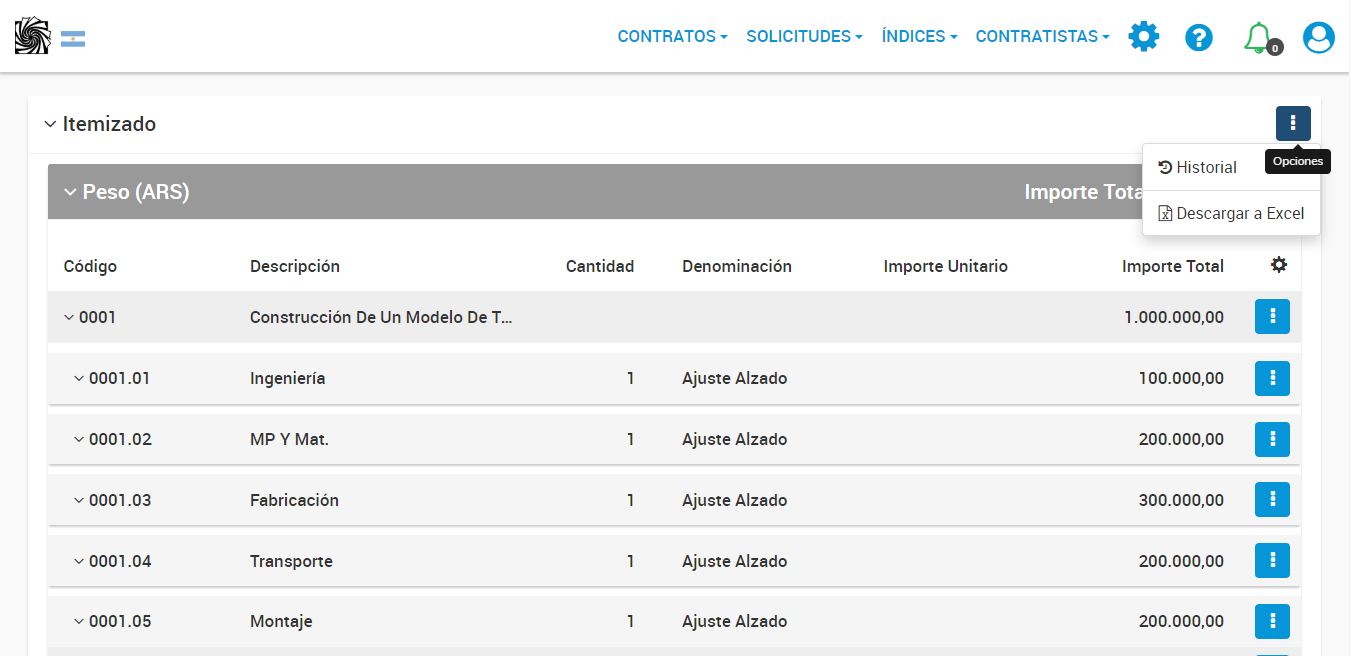 CONTRATOS SOLICITUDES ÍNDICES CONTRATISTAS 0
Itemizado
Opciones
Historial
Descargar a Excel
Peso (ARS) Importe Tota
Código Descripción Cantidad Denominación Importe Unitario Importe Total
0001 Construcción De Un Modelo De T... 1.000.000,00
0001.01 Ingeniería 1 Ajuste Alzado 100.000,00
0001.02 MP Y Mat. 1 Ajuste Alzado 200.000,00
0001.03 Fabricación 1 Ajuste Alzado 300.000,00
0001.04 Transporte 1 Ajuste Alzado 200.000,00
0001.05 Montaje 1 Ajuste Alzado 200.000,00